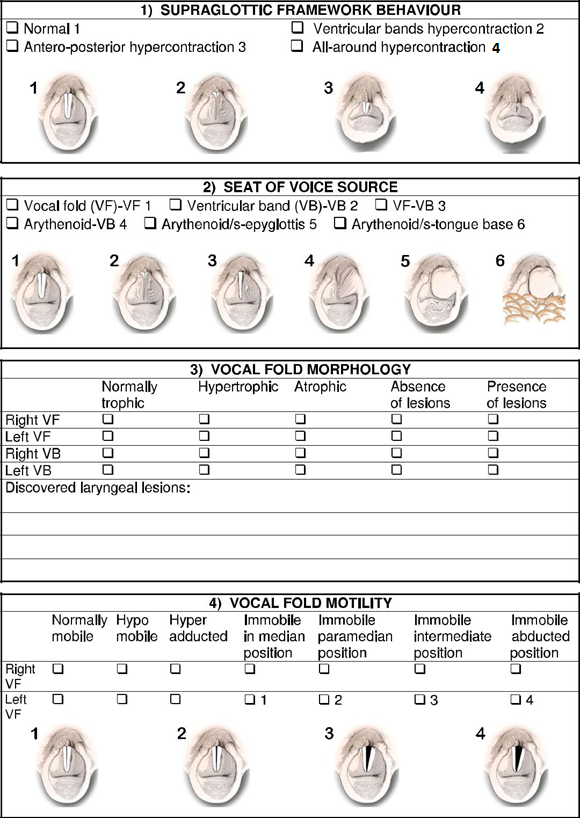 1) SUPRAGLOTTIC FRAMEWORK BEHAVIOUR
❏ Normal 1 ❏ Ventricular bands hypercontraction 2
❏ Antero-posterior hypercontraction 3 ❏ All-around hypercontraction 4
1 2 3 4
2) SEAT OF VOICE SOURCE
❏ Vocal fold (VF)-VF 1 ❏ Ventricular band (VB)-VB 2 ❏ VF-VB 3
❏ Arythenoid-VB 4 ❏ Arythenoid/s-epyglottis 5 ❏ Arythenoid/s-tongue base 6
1 2 3 4 5 6
3) VOCAL FOLD MORPHOLOGY
Normally Hypertrophic Atrophic Absence Presence
trophic of lesions of lesions
Right VF ❏ ❏ ❏ ❏ ❏
Left VF ❏ ❏ ❏ ❏ ❏
Right VB ❏ ❏ ❏ ❏ ❏
Left VB ❏ ❏ ❏ ❏ ❏
Discovered laryngeal lesions:
4) VOCAL FOLD MOTILITY
Normally Hypo Hyper Immobile Immobile Immobile Immobile
mobile mobile adducted in median paramedian intermediate abducted
position position position position
Right ❏ ❏ ❏ ❏ ❏ ❏ ❏
VF
Left ❏ ❏ ❏ ❏ 1 ❏ 2 ❏ 3 ❏ 4
VF
1 2 3 4